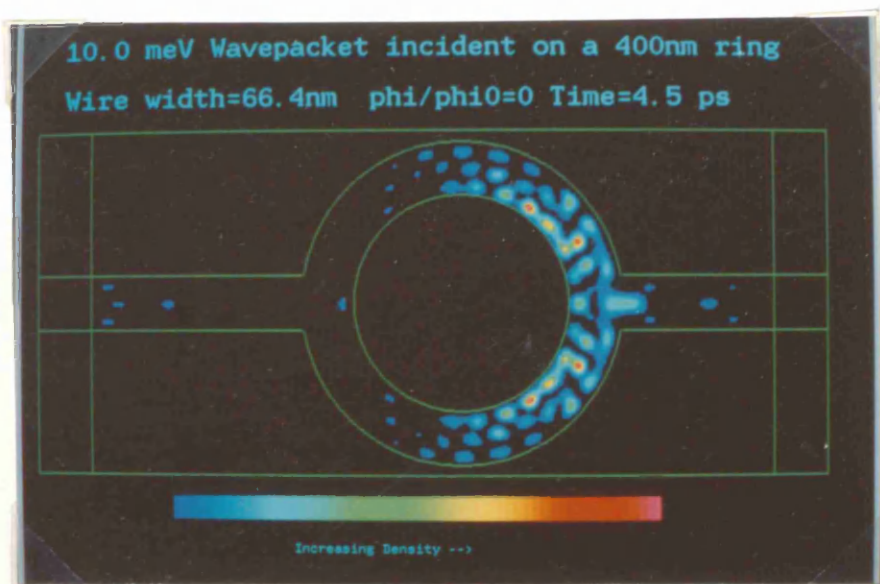 10.0 meV Wavepacket incident on a 400nm ring
Wire width=66.4nm phi/phi0=0 Time=4.5 ps
Increasing Density -->